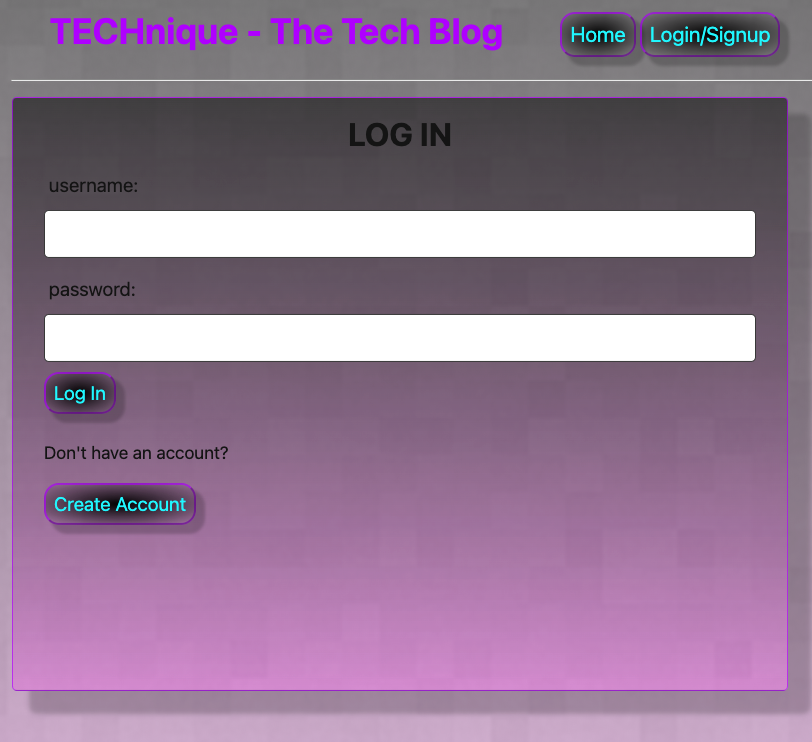 TECHnique - The Tech Blog
Home Login/Signup
LOG IN
username:
password:
Log In
Don't have an account?
Create Account